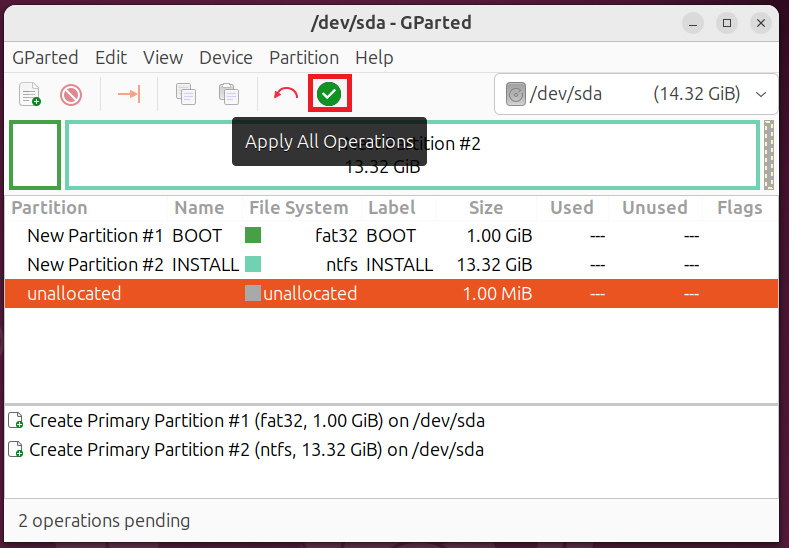 /dev/sda - GParted
GParted Edit View Device Partition Help
/dev/sda (14.32 GiB)
Apply All Operations
tition #2
13.32 GiB
Partition Name File System Label Size Used Unused Flags
New Partition #1 BOOT fat32 BOOT 1.00 GiB --- ---
New Partition #2 INSTALL ntfs INSTALL 13.32 GiB --- ---
unallocated unallocated 1.00 MiB --- ---
Create Primary Partition #1 (fat32, 1.00 GiB) on /dev/sda
Create Primary Partition #2 (ntfs, 13.32 GiB) on /dev/sda
2 operations pending